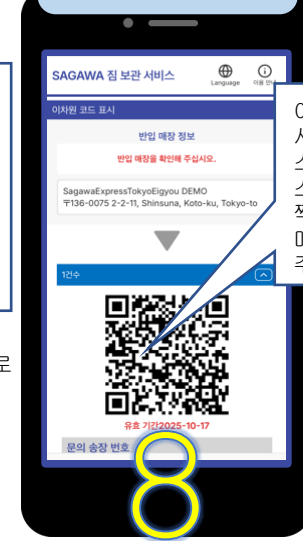 SAGAWA 짐 보관 서비스
Language
이용 안내
이차원 코드 표시
반입 매장 정보
반입 매장을 확인해 주십시오.
SagawaExpressTokyoEigyou DEMO
〒136-0075 2-2-11, Shinsuna, Koto-ku, Tokyo-to
1건수
유효 기간2025-10-17
문의 송장 번호
로
8